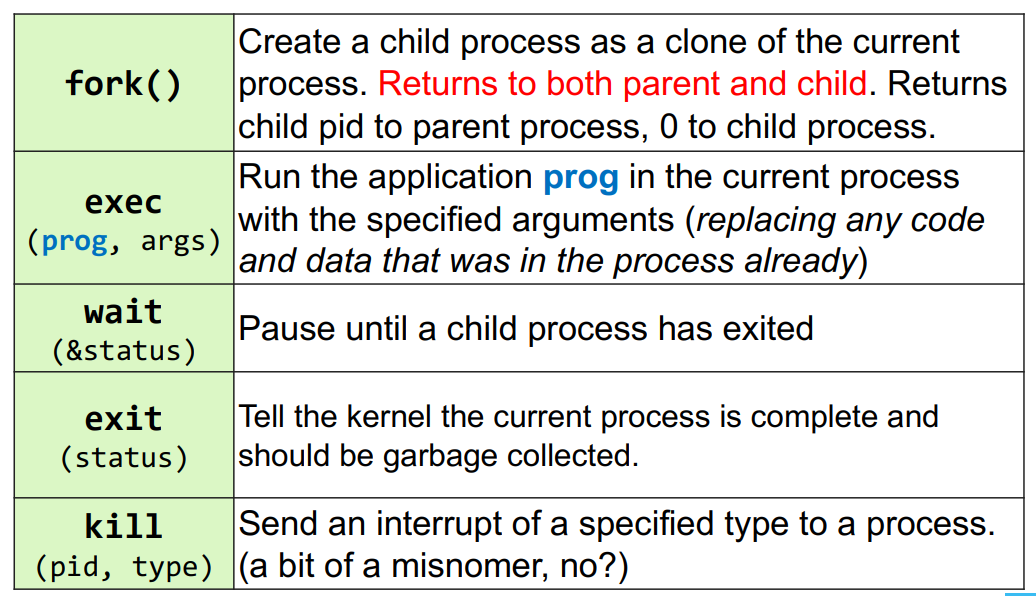 fork()
Create a child process as a clone of the current
process. Returns to both parent and child. Returns
child pid to parent process, 0 to child process.
exec
(prog, args)
Run the application prog in the current process
with the specified arguments (replacing any code
and data that was in the process already)
wait
(&status)
Pause until a child process has exited
exit
(status)
Tell the kernel the current process is complete and
should be garbage collected.
kill
(pid, type)
Send an interrupt of a specified type to a process.
(a bit of a misnomer, no?)